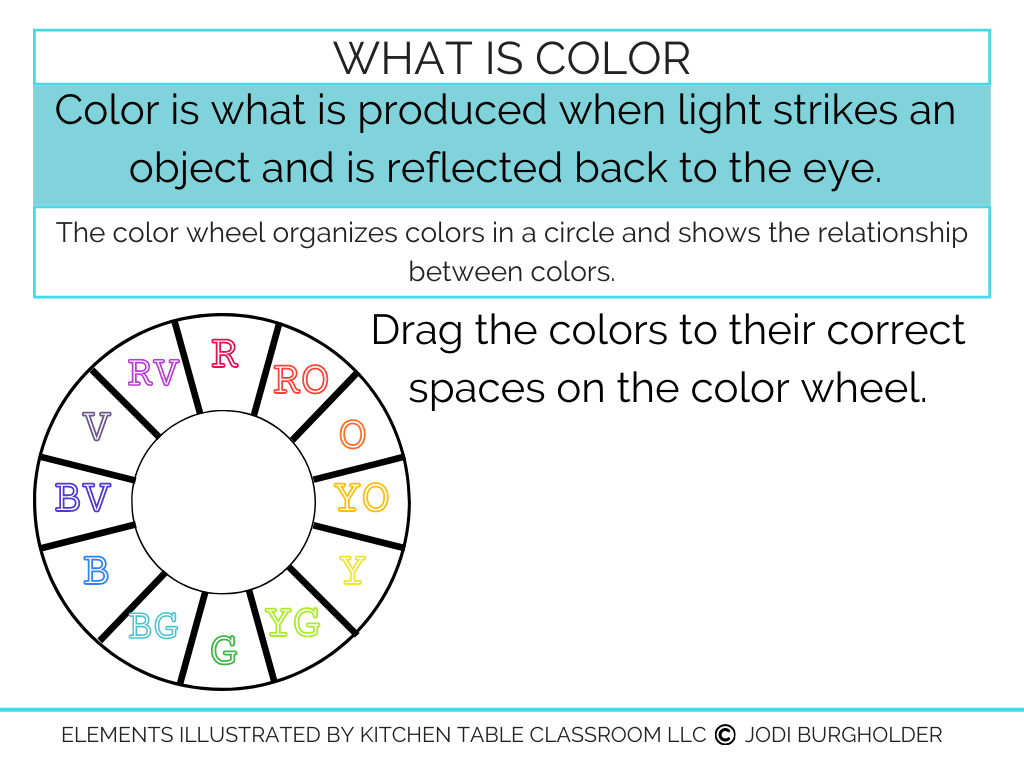 WHAT IS COLOR
Color is what is produced when light strikes an
object and is reflected back to the eye.
The color wheel organizes colors in a circle and shows the relationship
between colors.
Drag the colors to their correct
spaces on the color wheel.
R
RO
O
YO
Y
YG
G
BG
B
BV
V
RV
ELEMENTS ILLUSTRATED BY KITCHEN TABLE CLASSROOM LLC © JODI BURGHOLDER